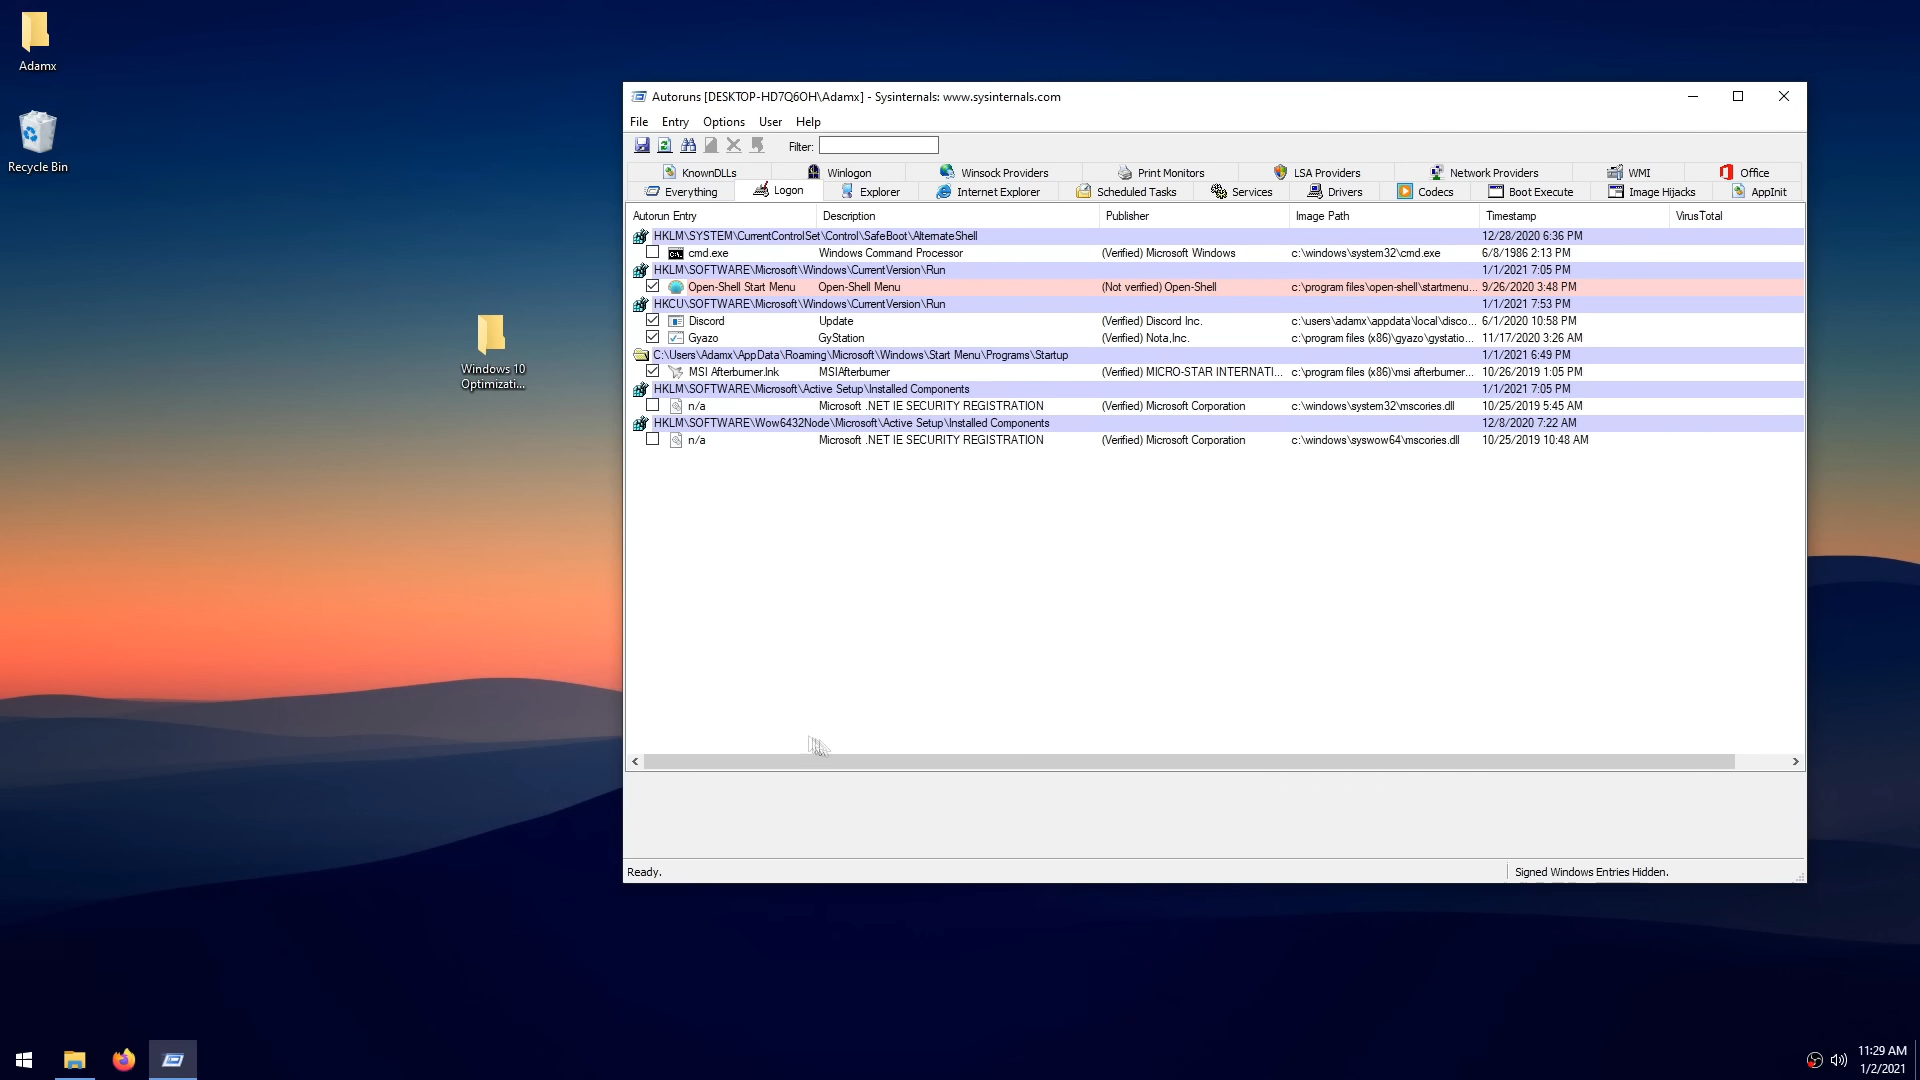 Adamx
Recycle Bin
Windows 10
Optimizati...
Autoruns [DESKTOP-HD7Q6OH\Adamx] - Sysinternals: www.sysinternals.com
File Entry Options User Help
Filter:
KnownDLLs Winlogon Winsock Providers Print Monitors LSA Providers Network Providers WMI Office
Everything Logon Explorer Internet Explorer Scheduled Tasks Services Drivers Codecs Boot Execute Image Hijacks AppInit
Autorun Entry Description Publisher Image Path Timestamp VirusTotal
HKLM\SYSTEM\CurrentControlSet\Control\SafeBoot\AlternateShell 12/28/2020 6:36 PM
cmd.exe Windows Command Processor (Verified) Microsoft Windows c:\windows\system32\cmd.exe 6/8/1986 2:13 PM
HKLM\SOFTWARE\Microsoft\Windows\CurrentVersion\Run 1/1/2021 7:05 PM
Open-Shell Start Menu Open-Shell Menu (Not verified) Open-Shell c:\program files\open-shell\startmenu... 9/26/2020 3:48 PM
HKCU\SOFTWARE\Microsoft\Windows\CurrentVersion\Run 1/1/2021 7:53 PM
Discord Update (Verified) Discord Inc. c:\users\adamx\appdata\local\disco... 6/1/2020 10:58 PM
Gyazo GyStation (Verified) Nota,Inc. c:\program files (x86)\gyazo\gystatio... 11/17/2020 3:26 AM
C:\Users\Adamx\AppData\Roaming\Microsoft\Windows\Start Menu\Programs\Startup 1/1/2021 6:49 PM
MSI Afterburner.lnk MSIAfterburner (Verified) MICRO-STAR INTERNATI... c:\program files (x86)\msi afterburner... 10/26/2019 1:05 PM
HKLM\SOFTWARE\Microsoft\Active Setup\Installed Components 1/1/2021 7:05 PM
n/a Microsoft .NET IE SECURITY REGISTRATION (Verified) Microsoft Corporation c:\windows\system32\mscories.dll 10/25/2019 5:45 AM
HKLM\SOFTWARE\Wow6432Node\Microsoft\Active Setup\Installed Components 12/8/2020 7:22 AM
n/a Microsoft .NET IE SECURITY REGISTRATION (Verified) Microsoft Corporation c:\windows\syswow64\mscories.dll 10/25/2019 10:48 AM
Ready. Signed Windows Entries Hidden.
11:29 AM
1/2/2021